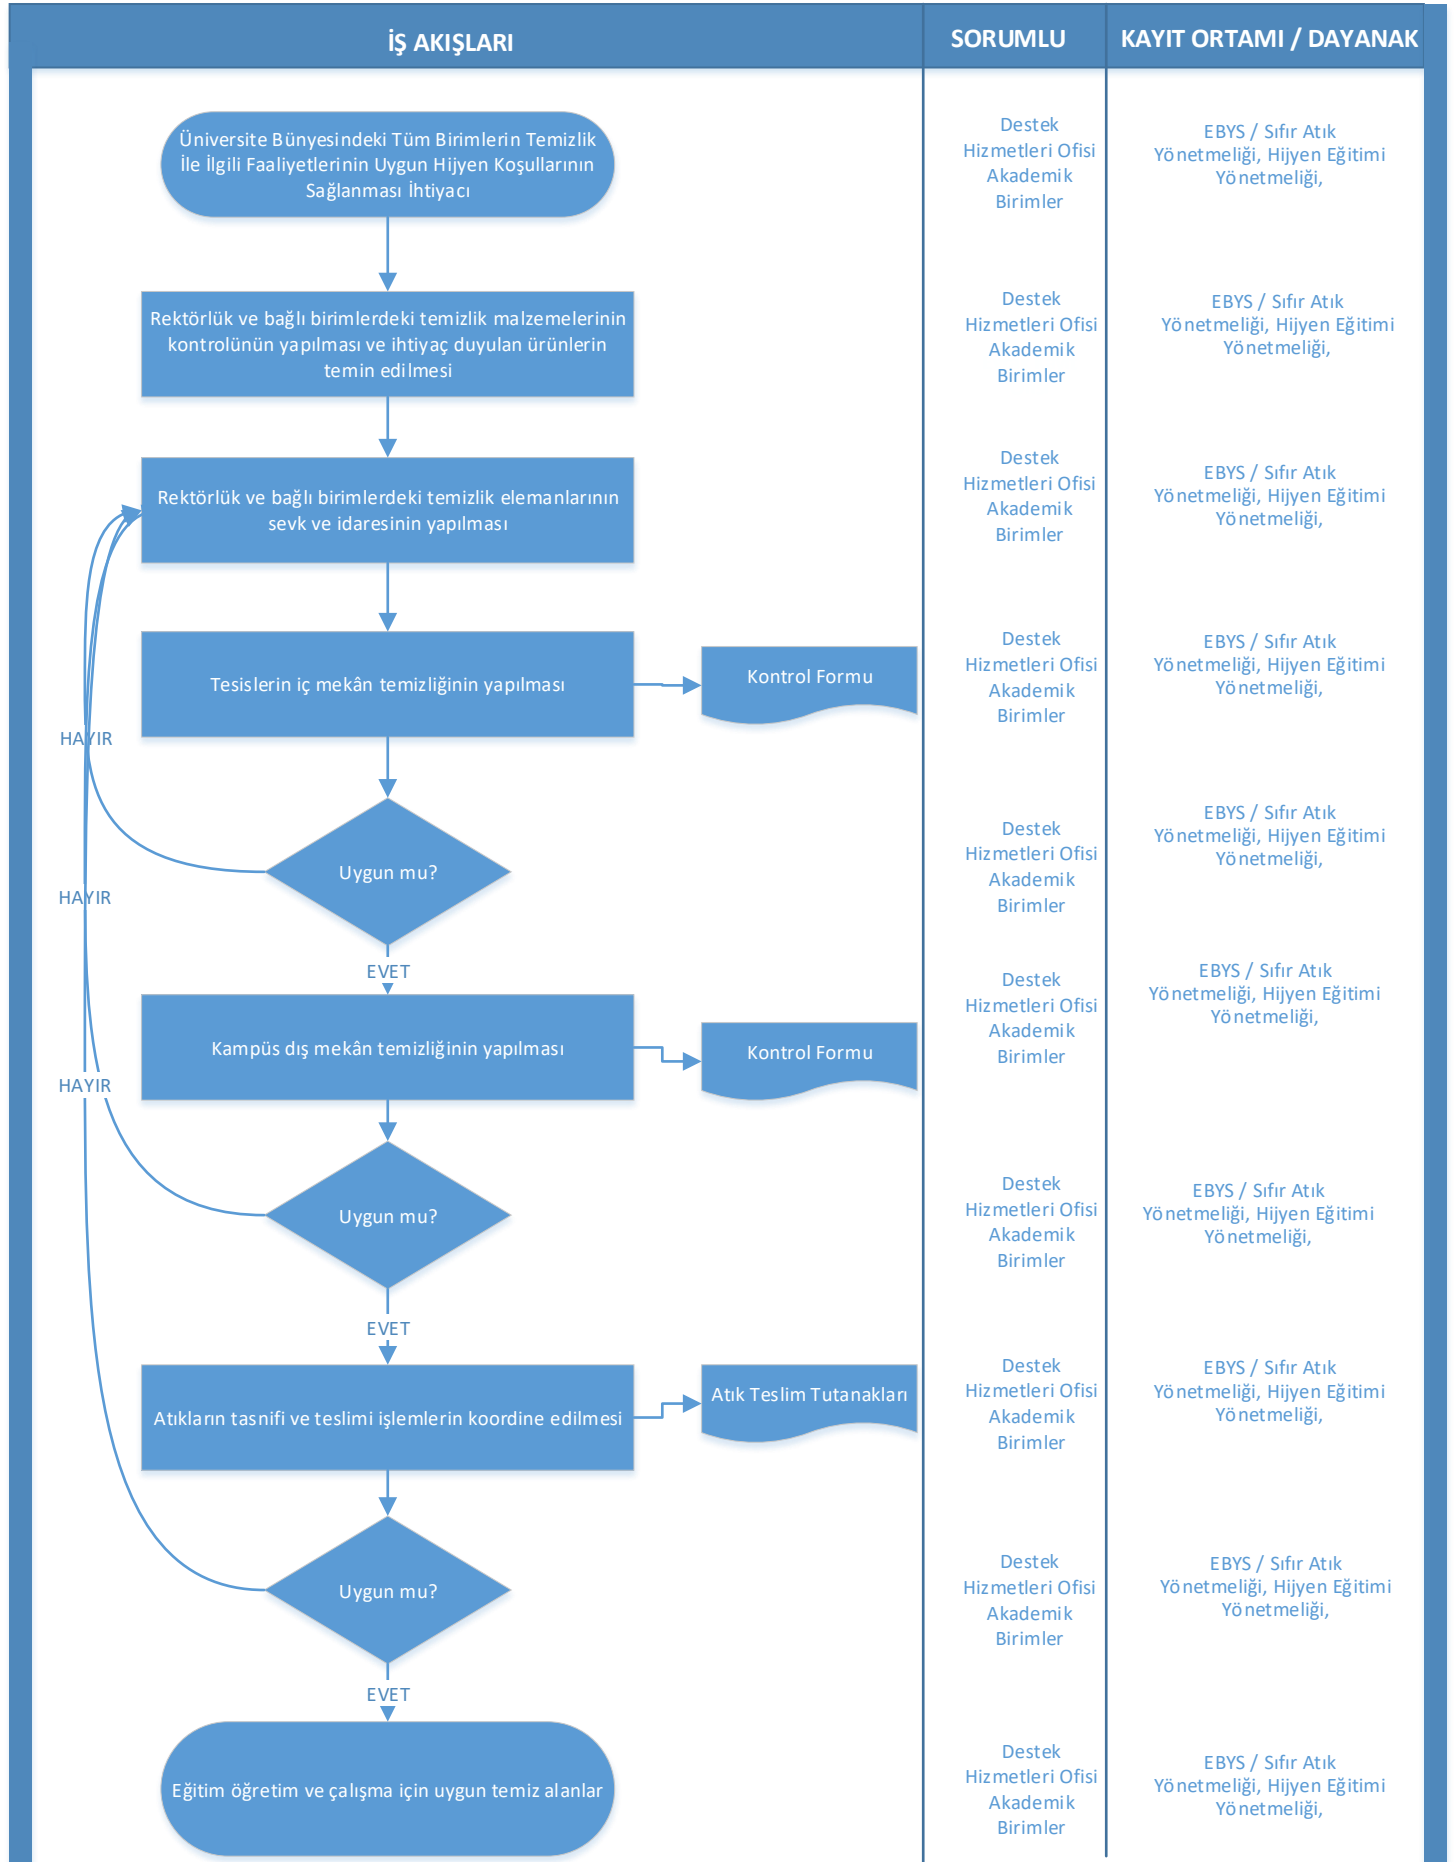 İŞ AKIŞLARI
SORUMLU
KAYIT ORTAMI / DAYANAK
Üniversite Bünyesindeki Tüm Birimlerin Temizlik
İle İlgili Faaliyetlerinin Uygun Hijyen Koşullarının
Sağlanması İhtiyacı
Destek
Hizmetleri Ofisi
Akademik
Birimler
EBYS / Sıfır Atık
Yönetmeliği, Hijyen Eğitimi
Yönetmeliği,
Rektörlük ve bağlı birimlerdeki temizlik malzemelerinin
kontrolünün yapılması ve ihtiyaç duyulan ürünlerin
temin edilmesi
Destek
Hizmetleri Ofisi
Akademik
Birimler
EBYS / Sıfır Atık
Yönetmeliği, Hijyen Eğitimi
Yönetmeliği,
Rektörlük ve bağlı birimlerdeki temizlik elemanlarının
sevk ve idaresinin yapılması
Destek
Hizmetleri Ofisi
Akademik
Birimler
EBYS / Sıfır Atık
Yönetmeliği, Hijyen Eğitimi
Yönetmeliği,
Tesislerin iç mekân temizliğinin yapılması
Kontrol Formu
Destek
Hizmetleri Ofisi
Akademik
Birimler
EBYS / Sıfır Atık
Yönetmeliği, Hijyen Eğitimi
Yönetmeliği,
HAYIR
Uygun mu?
Destek
Hizmetleri Ofisi
Akademik
Birimler
EBYS / Sıfır Atık
Yönetmeliği, Hijyen Eğitimi
Yönetmeliği,
HAYIR
EVET
Kampüs dış mekân temizliğinin yapılması
Kontrol Formu
Destek
Hizmetleri Ofisi
Akademik
Birimler
EBYS / Sıfır Atık
Yönetmeliği, Hijyen Eğitimi
Yönetmeliği,
HAYIR
Uygun mu?
Destek
Hizmetleri Ofisi
Akademik
Birimler
EBYS / Sıfır Atık
Yönetmeliği, Hijyen Eğitimi
Yönetmeliği,
EVET
Atıkların tasnifi ve teslimi işlemlerin koordine edilmesi
Atık Teslim Tutanakları
Destek
Hizmetleri Ofisi
Akademik
Birimler
EBYS / Sıfır Atık
Yönetmeliği, Hijyen Eğitimi
Yönetmeliği,
Uygun mu?
Destek
Hizmetleri Ofisi
Akademik
Birimler
EBYS / Sıfır Atık
Yönetmeliği, Hijyen Eğitimi
Yönetmeliği,
EVET
Eğitim öğretim ve çalışma için uygun temiz alanlar
Destek
Hizmetleri Ofisi
Akademik
Birimler
EBYS / Sıfır Atık
Yönetmeliği, Hijyen Eğitimi
Yönetmeliği,